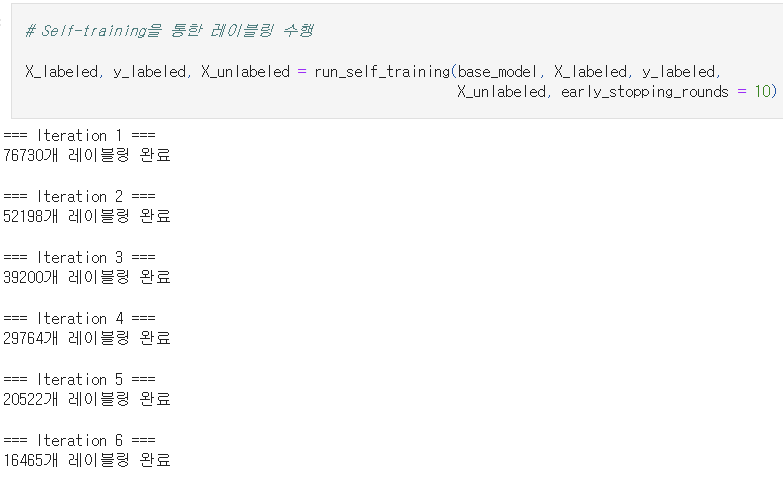 # Self-training을 통한 레이블링 수행
X_labeled, y_labeled, X_unlabeled = run_self_training(base_model, X_labeled, y_labeled,
X_unlabeled, early_stopping_rounds = 10)
=== Iteration 1 ===
76730개 레이블링 완료
=== Iteration 2 ===
52198개 레이블링 완료
=== Iteration 3 ===
39200개 레이블링 완료
=== Iteration 4 ===
29764개 레이블링 완료
=== Iteration 5 ===
20522개 레이블링 완료
=== Iteration 6 ===
16465개 레이블링 완료